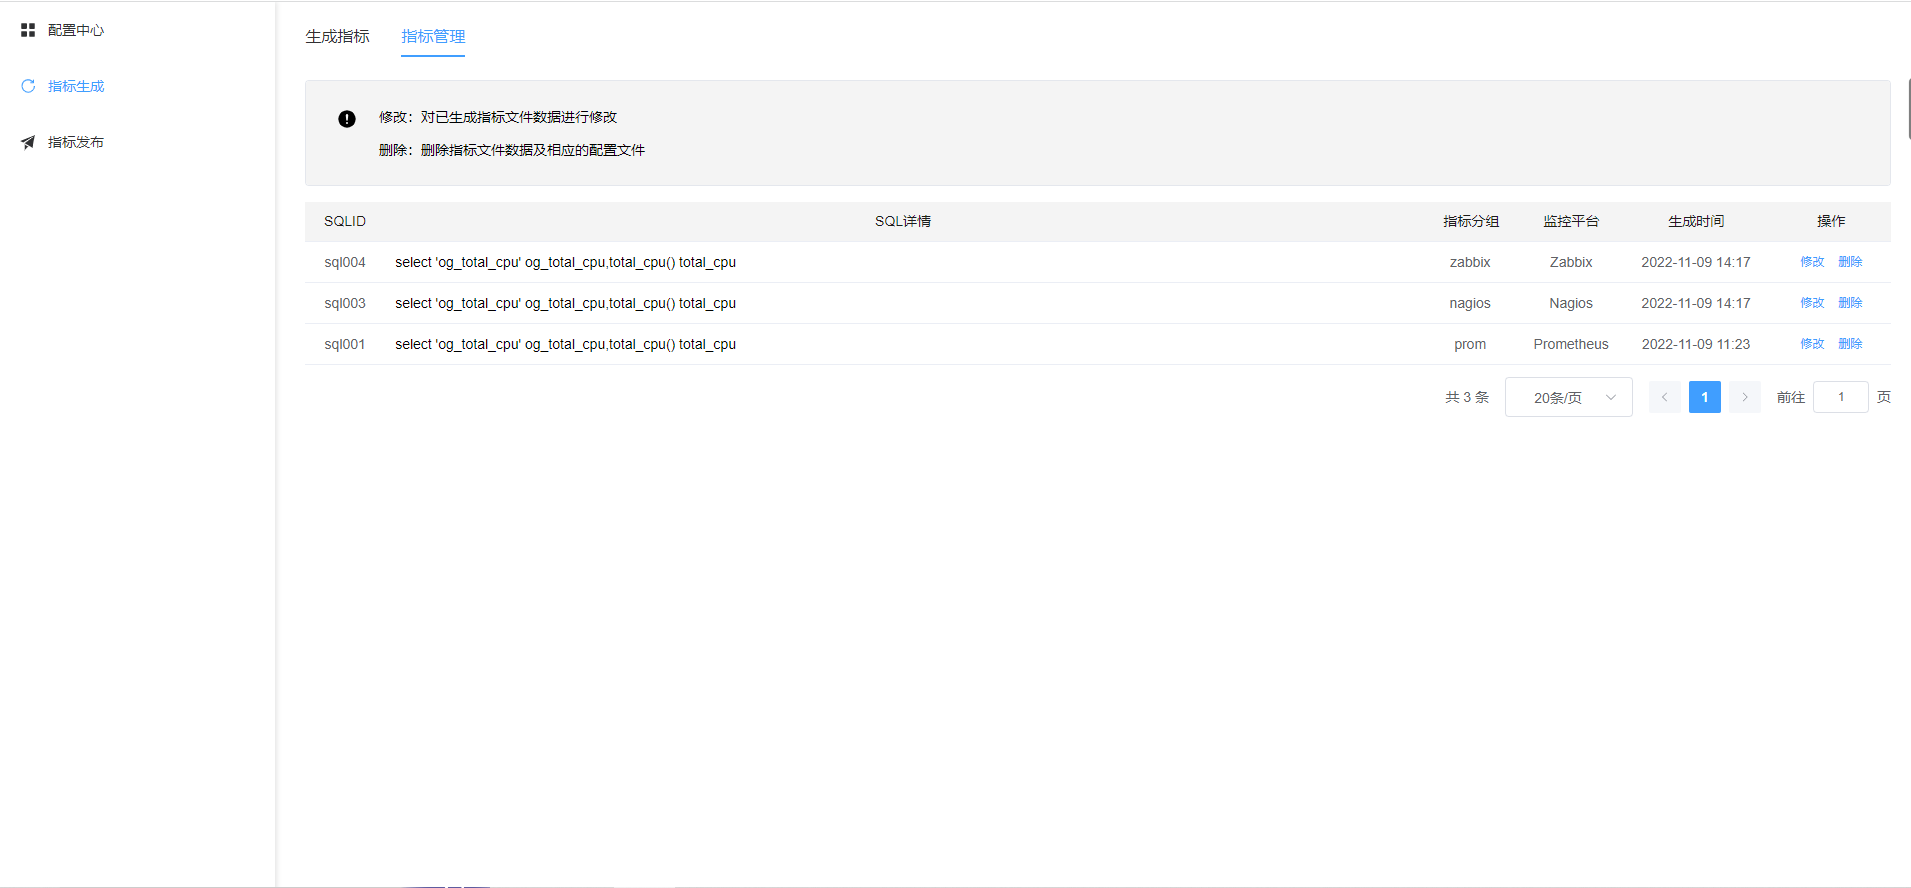 配置中心
指标生成
指标发布
生成指标 指标管理
修改：对已生成指标文件数据进行修改
删除：删除指标文件数据及相应的配置文件
SQLID SQL详情 指标分组 监控平台 生成时间 操作
sql004 select 'og_total_cpu' og_total_cpu,total_cpu() total_cpu zabbix Zabbix 2022-11-09 14:17 修改 删除
sql003 select 'og_total_cpu' og_total_cpu,total_cpu() total_cpu nagios Nagios 2022-11-09 14:17 修改 删除
sql001 select 'og_total_cpu' og_total_cpu,total_cpu() total_cpu prom Prometheus 2022-11-09 11:23 修改 删除
共 3 条 20条/页 1 前往 1 页